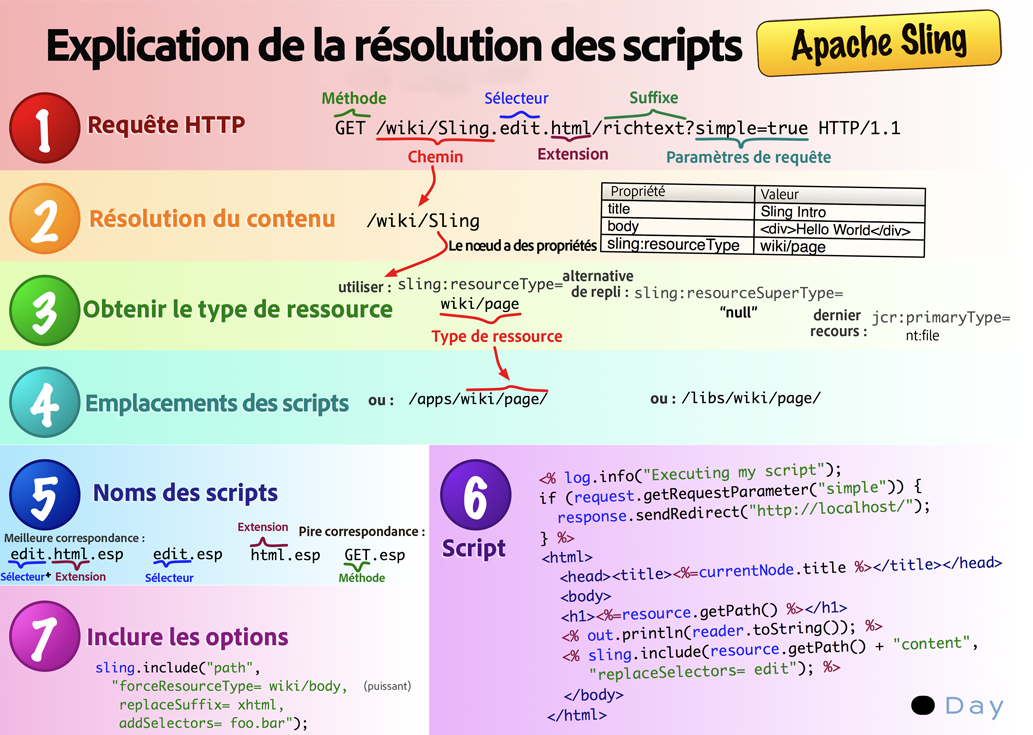 Explication de la résolution des scripts
Apache Sling
1
Requête HTTP
Méthode
Sélecteur
Suffixe
GET /wiki/Sling.edit.html/richtext?simple=true HTTP/1.1
Chemin
Extension
Paramètres de requête
2
Résolution du contenu
/wiki/Sling
Le nœud a des propriétés
Propriété Valeur
title Sling Intro
body <div>Hello World</div>
sling:resourceType wiki/page
3
Obtenir le type de ressource
utiliser : sling:resourceType=
wiki/page
Type de ressource
alternative
de repli : sling:resourceSuperType=
“null”
dernier
recours : jcr:primaryType=
nt:file
4
Emplacements des scripts
ou : /apps/wiki/page/
ou : /libs/wiki/page/
5
Noms des scripts
Meilleure correspondance :
edit.html.esp
Sélecteur+ Extension
edit.esp
Sélecteur
Extension
html.esp
Pire correspondance :
GET.esp
Méthode
6
Script
<% log.info("Executing my script");
if (request.getRequestParameter("simple")) {
response.sendRedirect("http://localhost/");
} %>
<html>
<head><title><%=currentNode.title %></title></head>
<body>
<h1><%=resource.getPath() %></h1>
<% out.println(reader.toString()); %>
<% sling.include(resource.getPath() + "content",
"replaceSelectors= edit"); %>
</body>
</html>
7
Inclure les options
sling.include("path",
"forceResourceType= wiki/body,
(puissant)
replaceSuffix= xhtml,
addSelectors= foo.bar");
Day